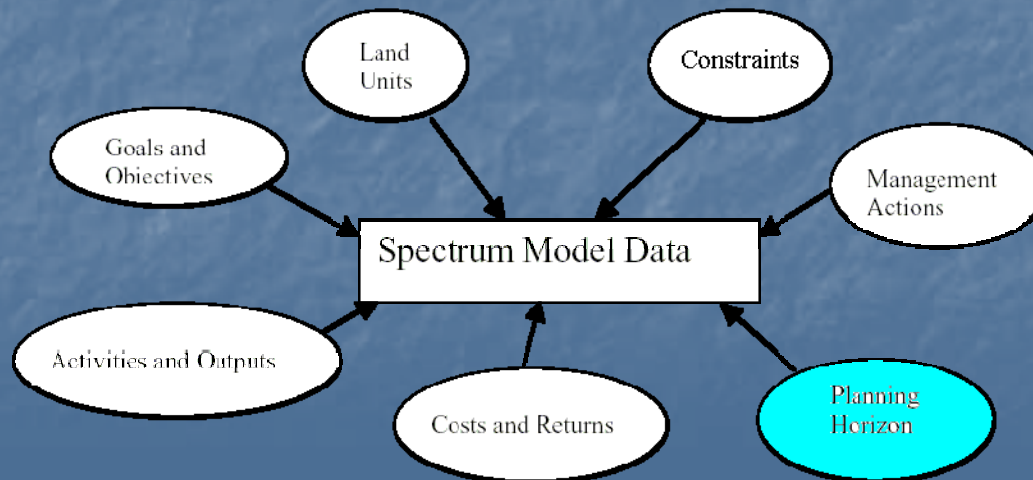 Land
Units
Constraints
Goals and
Objectives
Management
Actions
Spectrum Model Data
Activities and Outputs
Costs and Returns
Planning
Horizon